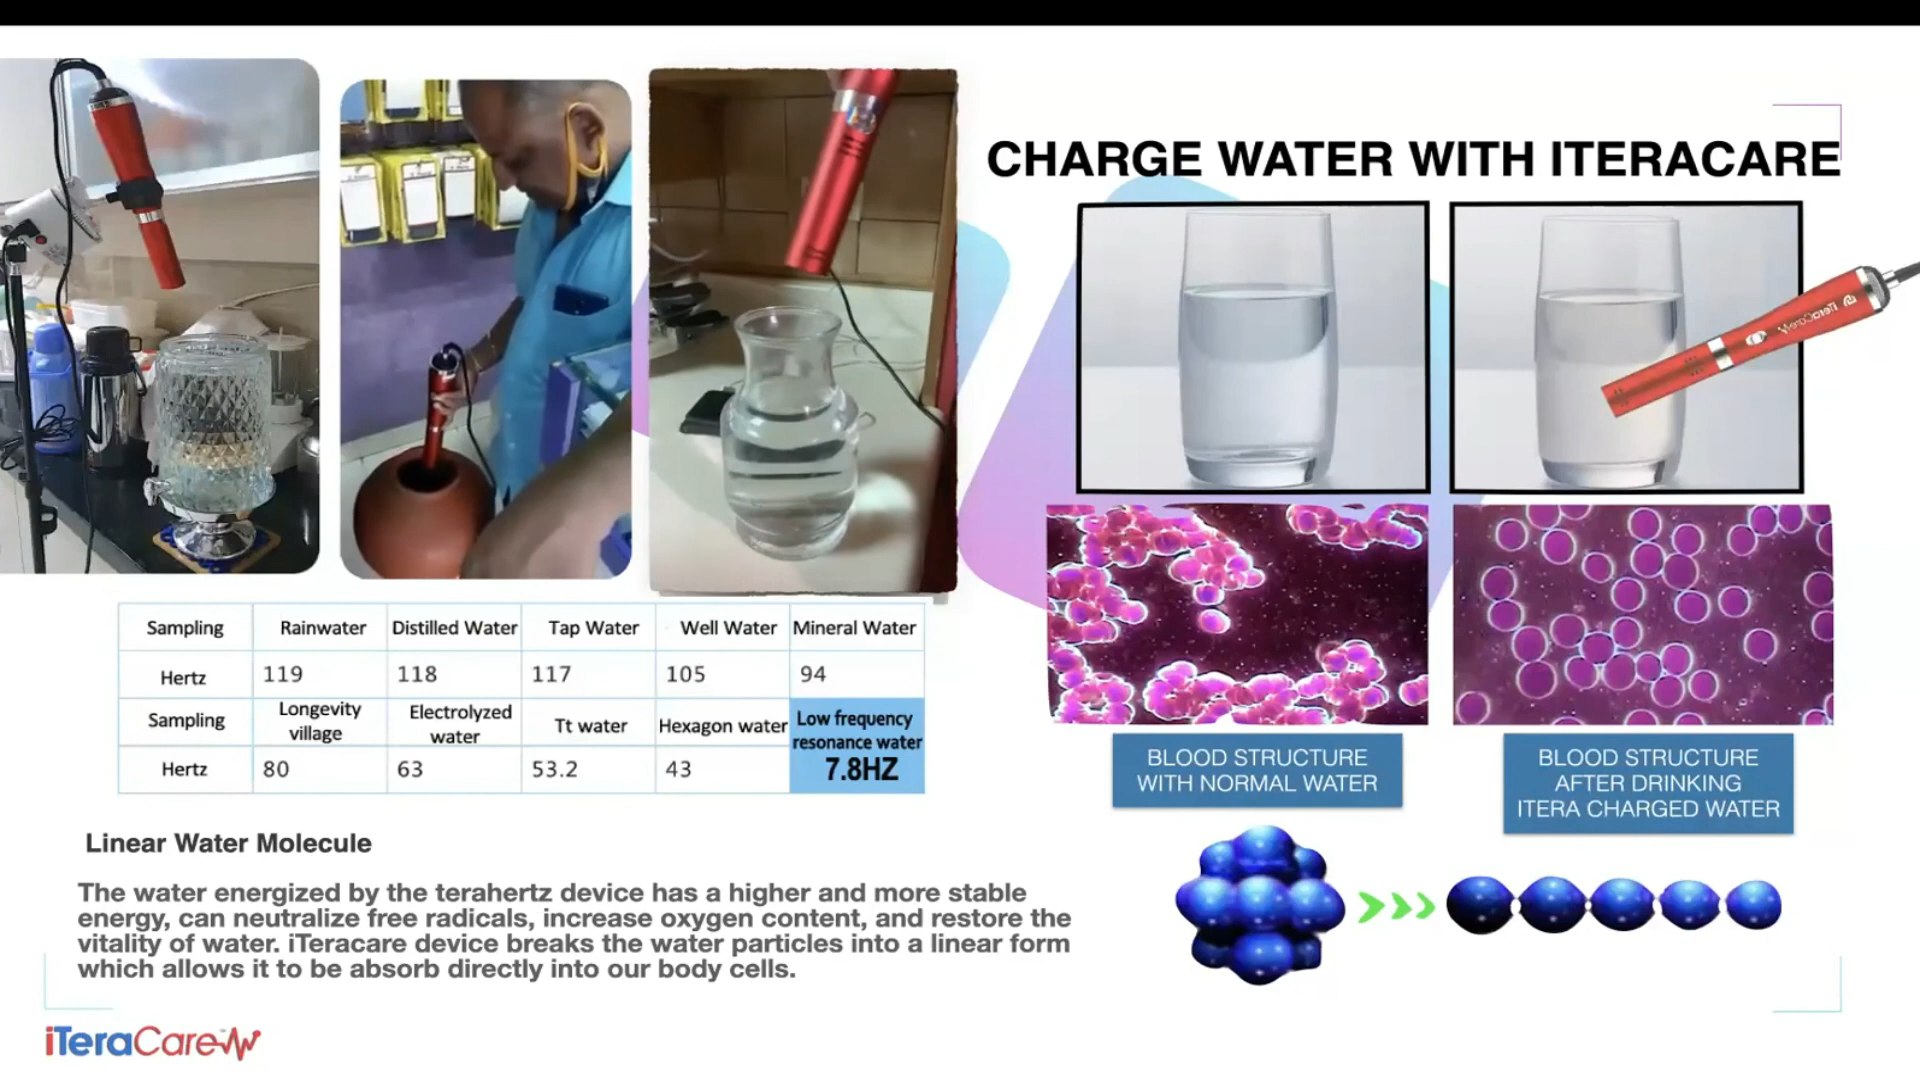 CHARGE WATER WITH ITERACARE
Sampling Rainwater Distilled Water Tap Water Well Water Mineral Water
Hertz 119 118 117 105 94
Sampling Longevity village Electrolyzed water Tt water Hexagon water Low frequency resonance water
Hertz 80 63 53.2 43 7.8HZ
Linear Water Molecule
The water energized by the terahertz device has a higher and more stable
energy, can neutralize free radicals, increase oxygen content, and restore the
vitality of water. iTeracare device breaks the water particles into a linear form
which allows it to be absorb directly into our body cells.
BLOOD STRUCTURE
WITH NORMAL WATER
BLOOD STRUCTURE
AFTER DRINKING
ITERA CHARGED WATER
iTeraCare